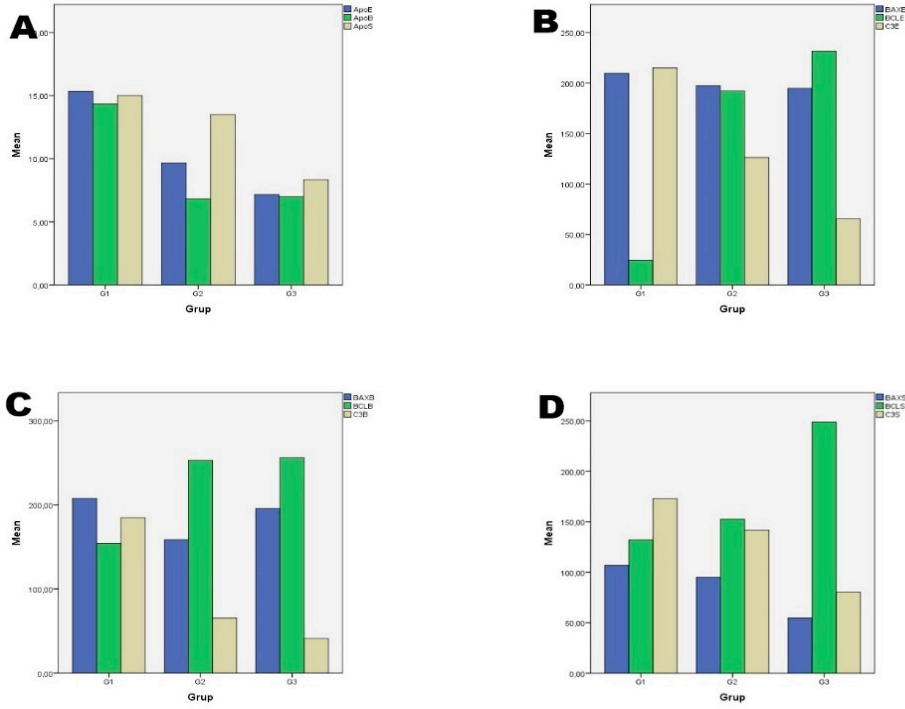 A
ApoE
ApoB
ApoS
20,00
15,00
10,00
5,00
0,00
Mean
G1 G2 G3
Grup
B
BAXE
BCLE
C3E
250,00
200,00
150,00
100,00
50,00
0,00
Mean
G1 G2 G3
Grup
C
BAXB
BCLB
C3B
300,00
200,00
100,00
0,00
Mean
G1 G2 G3
Grup
D
BAXS
BCLS
C3S
250,00
200,00
150,00
100,00
50,00
0,00
Mean
G1 G2 G3
Grup